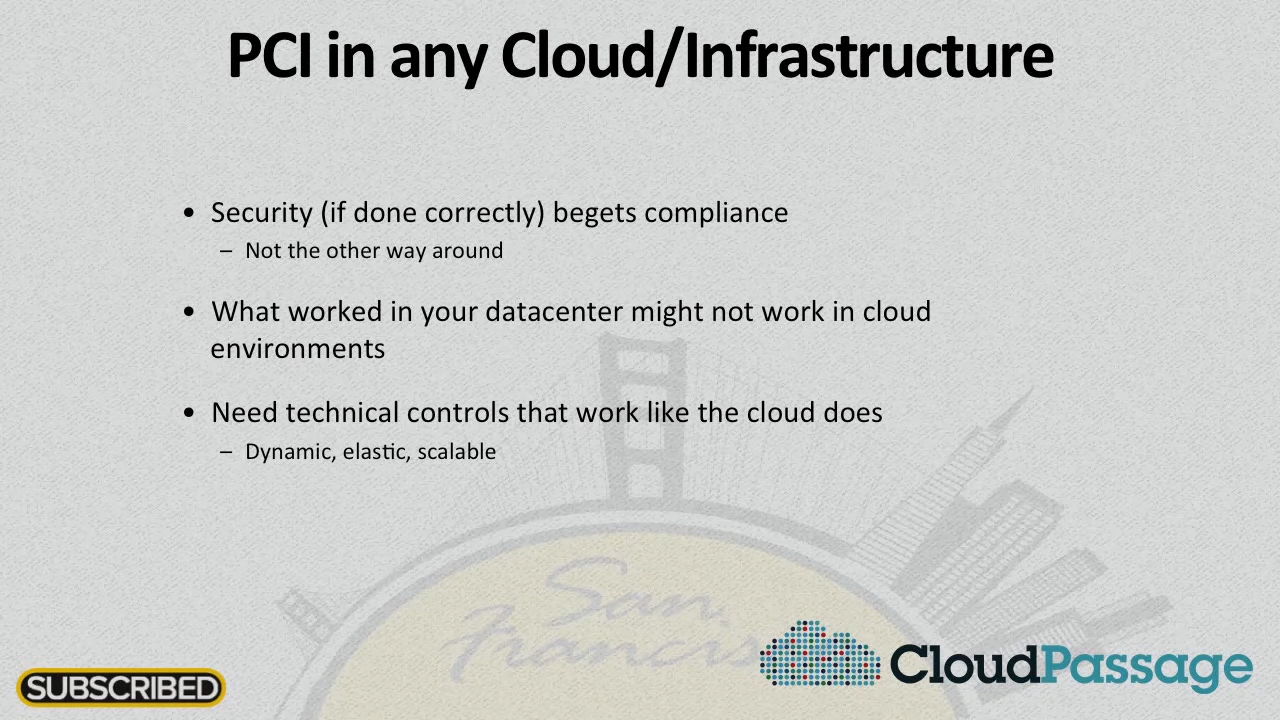 PCI in any Cloud/Infrastructure
• Security (if done correctly) begets compliance
– Not the other way around
• What worked in your datacenter might not work in cloud
environments
• Need technical controls that work like the cloud does
– Dynamic, elastic, scalable
San
Francis
CloudPassage
SUBSCRIBED